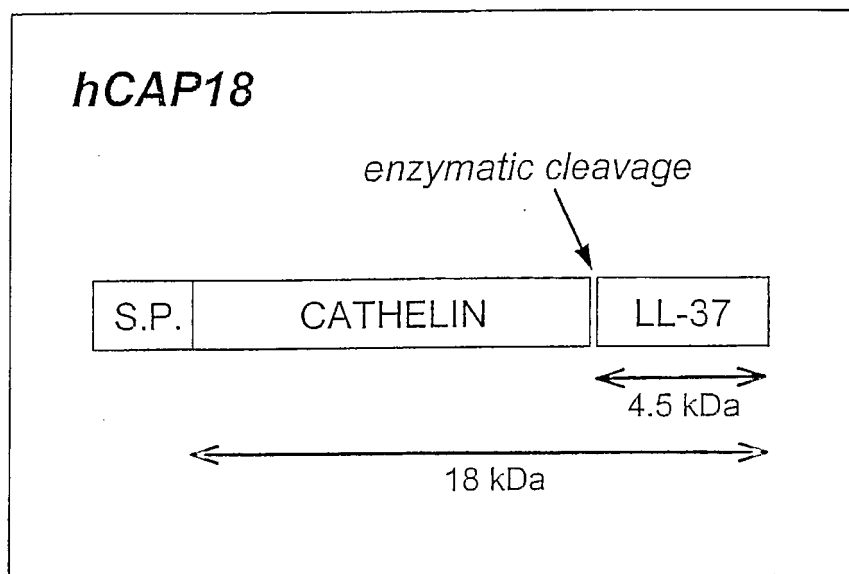 hCAP18
enzymatic cleavage
S.P. CATHELIN LL-37
4.5 kDa
18 kDa